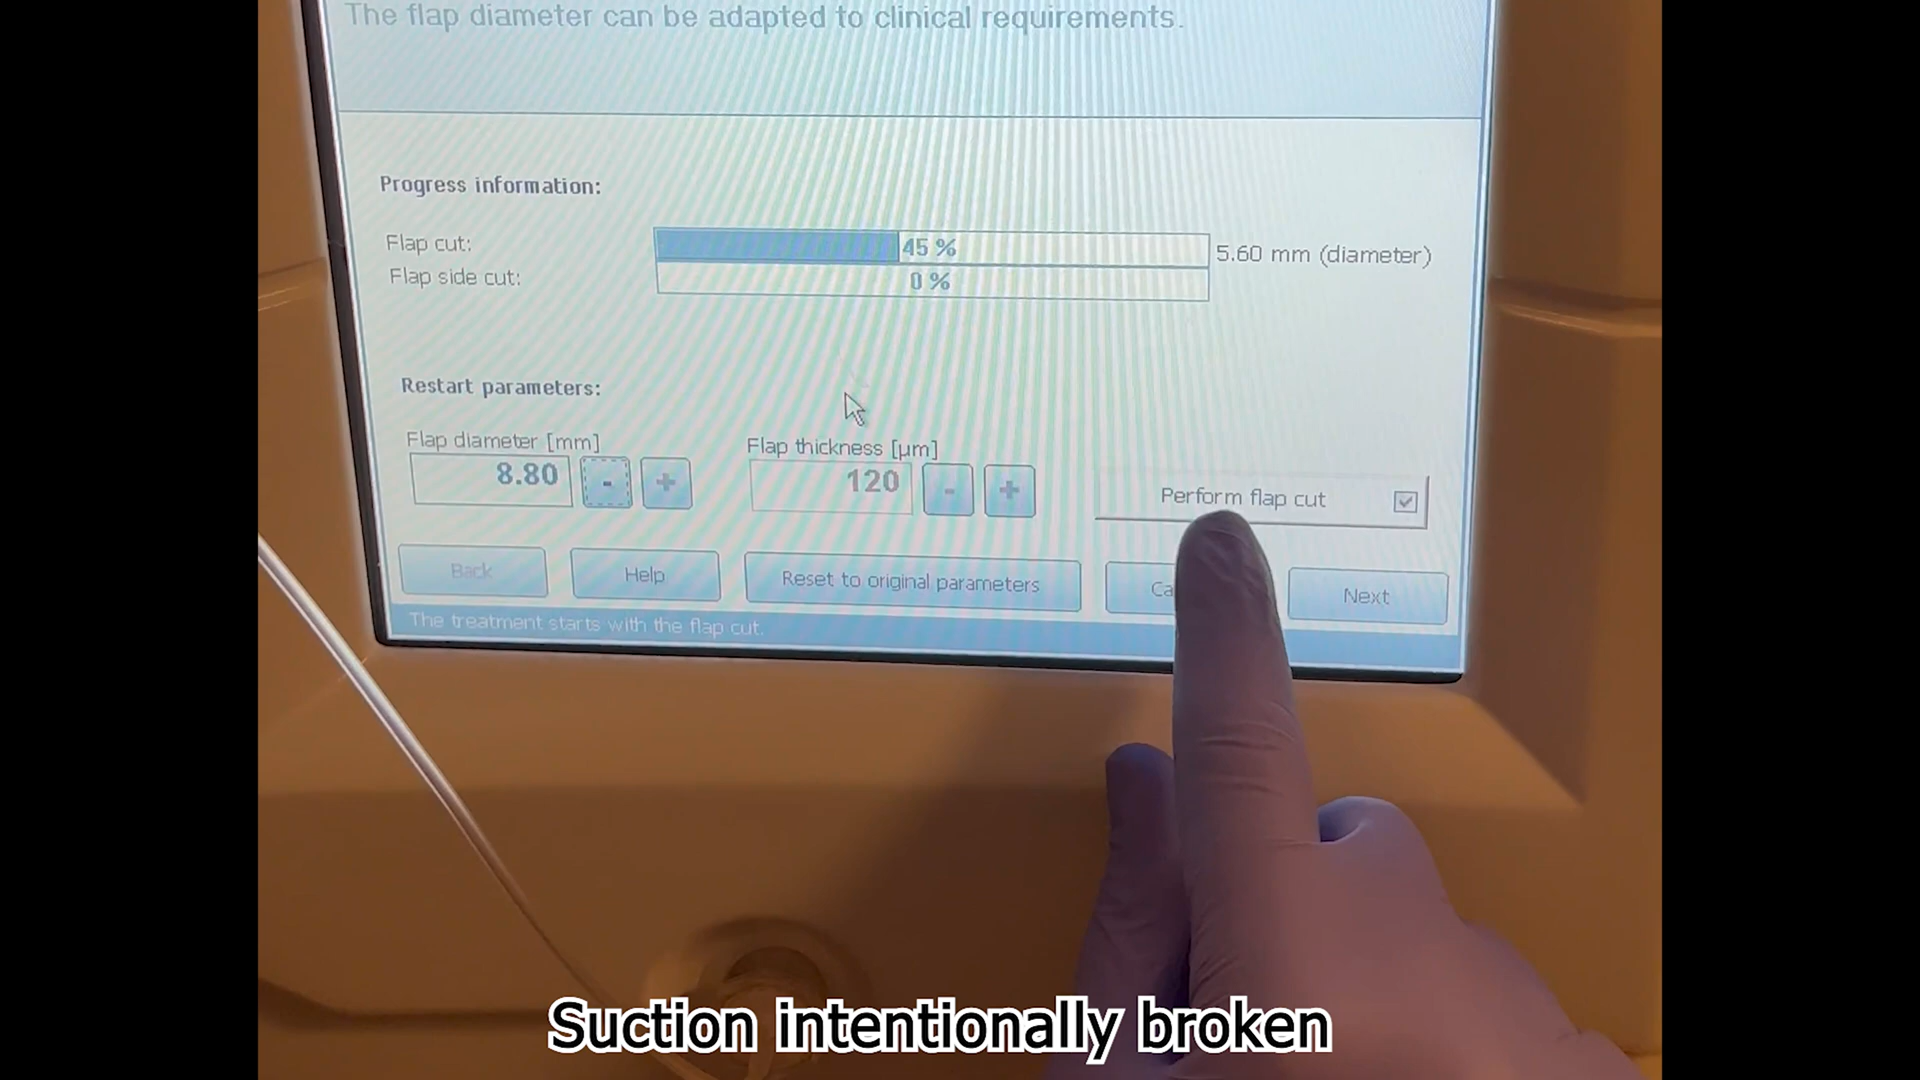 The flap diameter can be adapted to clinical requirements.
Progress information:
Flap cut:
45 %
5.60 mm (diameter)
Flap side cut:
0 %
Restart parameters:
Flap diameter [mm]
Flap thickness [µm]
8.80
-
+
120
-
+
Perform flap cut
Back
Help
Reset to original parameters
Next
The treatment starts with the flap cut.
Suction intentionally broken